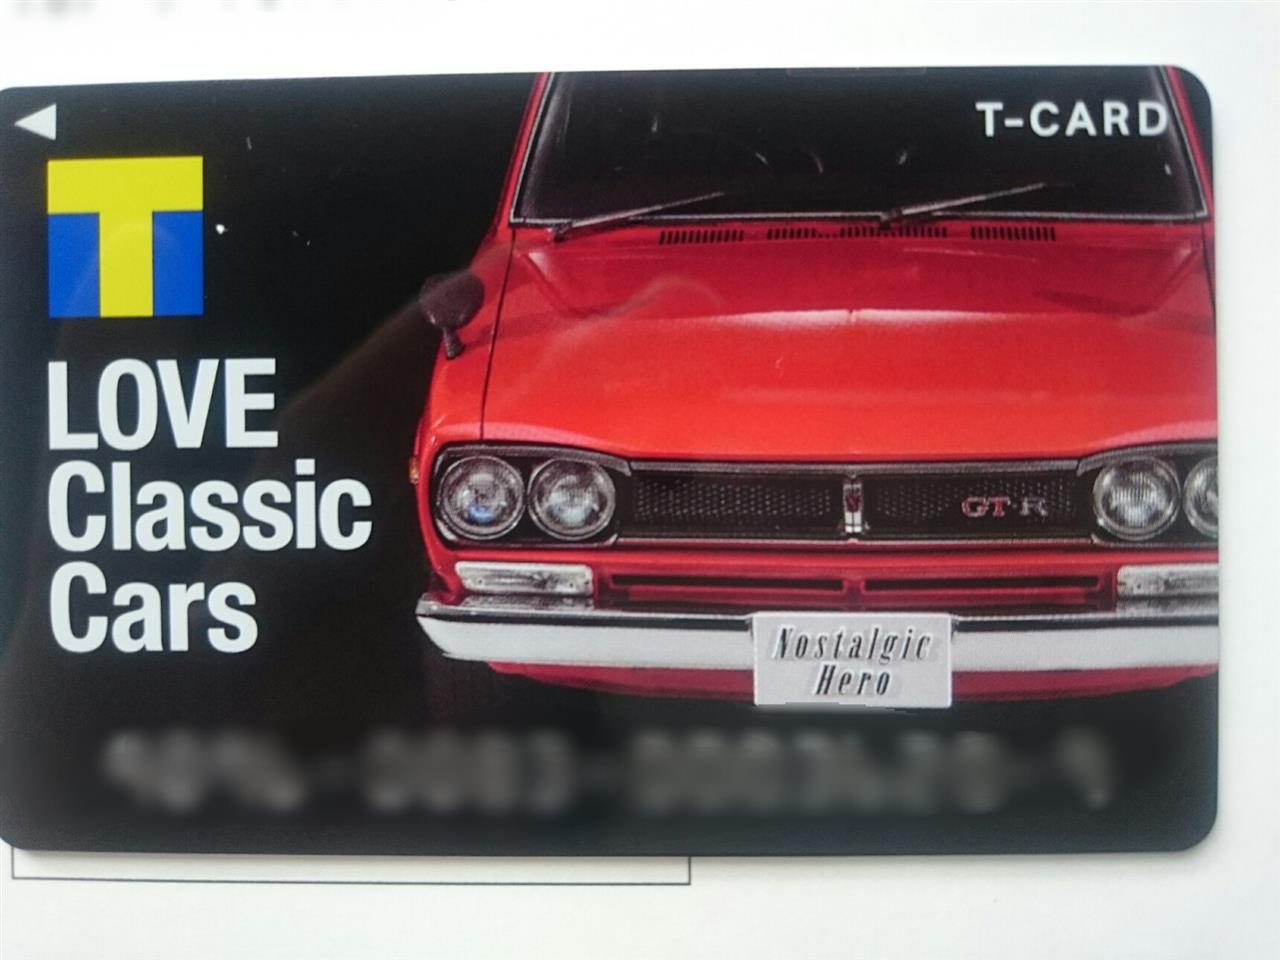 T-CARD
T
LOVE
Classic
Cars
GT-R
Nostalgic
Hero